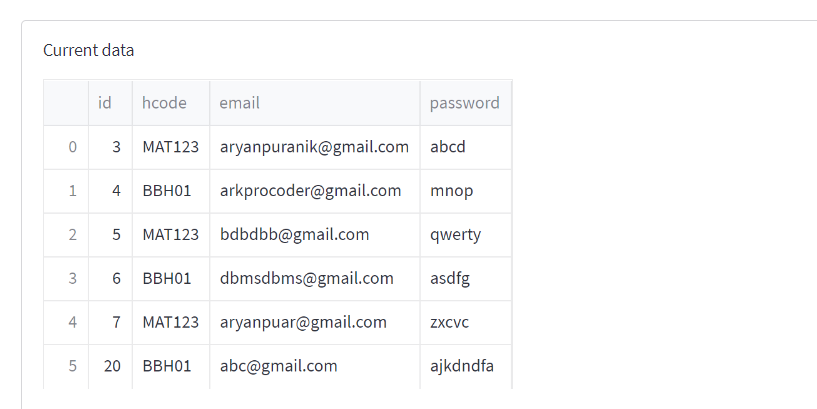 Current data
id hcode email password
0 3 MAT123 aryanpuranik@gmail.com abcd
1 4 BBH01 arkprocoder@gmail.com mnop
2 5 MAT123 bdbdbb@gmail.com qwerty
3 6 BBH01 dbmsdbms@gmail.com asdfg
4 7 MAT123 aryanpuar@gmail.com zxcvc
5 20 BBH01 abc@gmail.com ajkdndfa